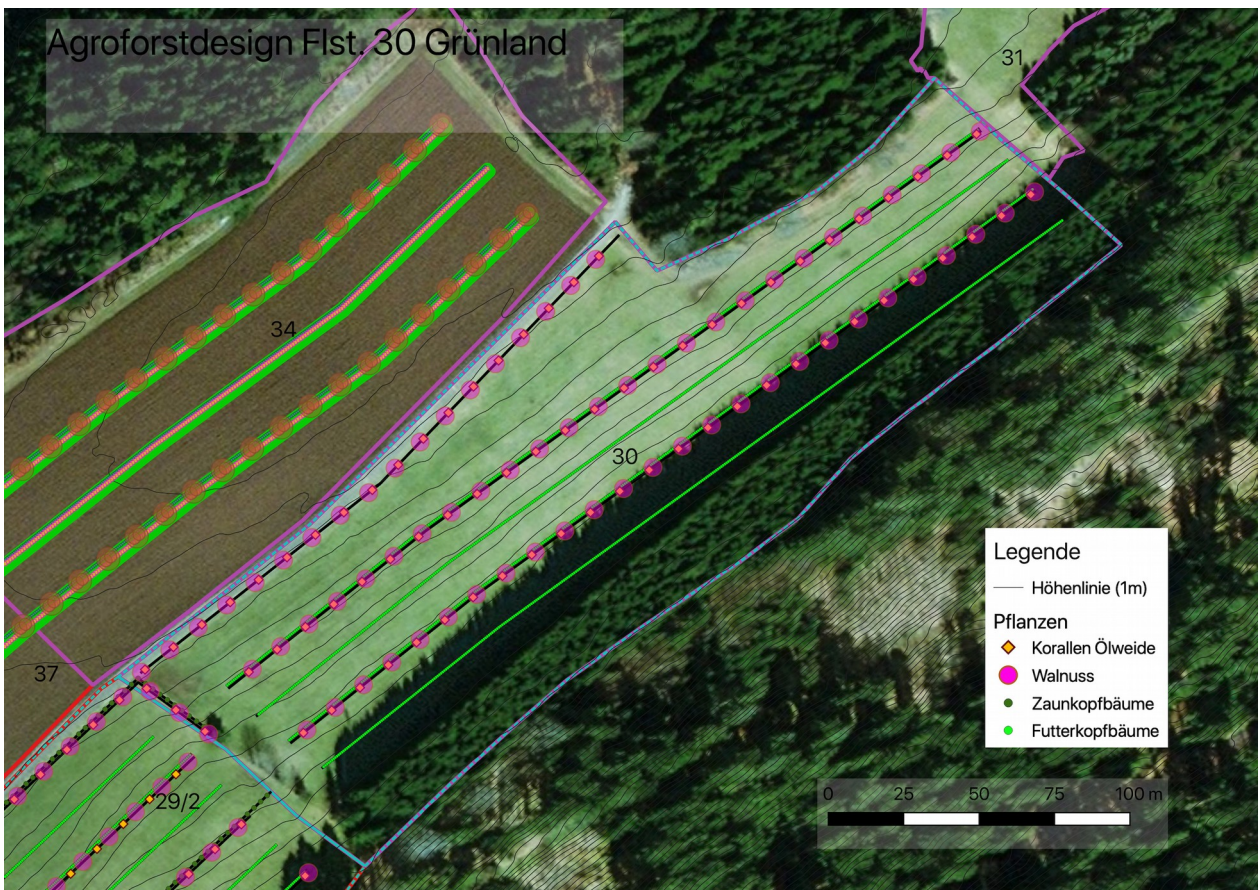 Agroforstdesign Flst. 30 Grünland
31
34
30
37
29/2
Legende
Höhenlinie (1m)
Pflanzen
Korallen Ölweide
Walnuss
Zaunkopfbäume
Futterkopfbäume
0 25 50 75 100 m